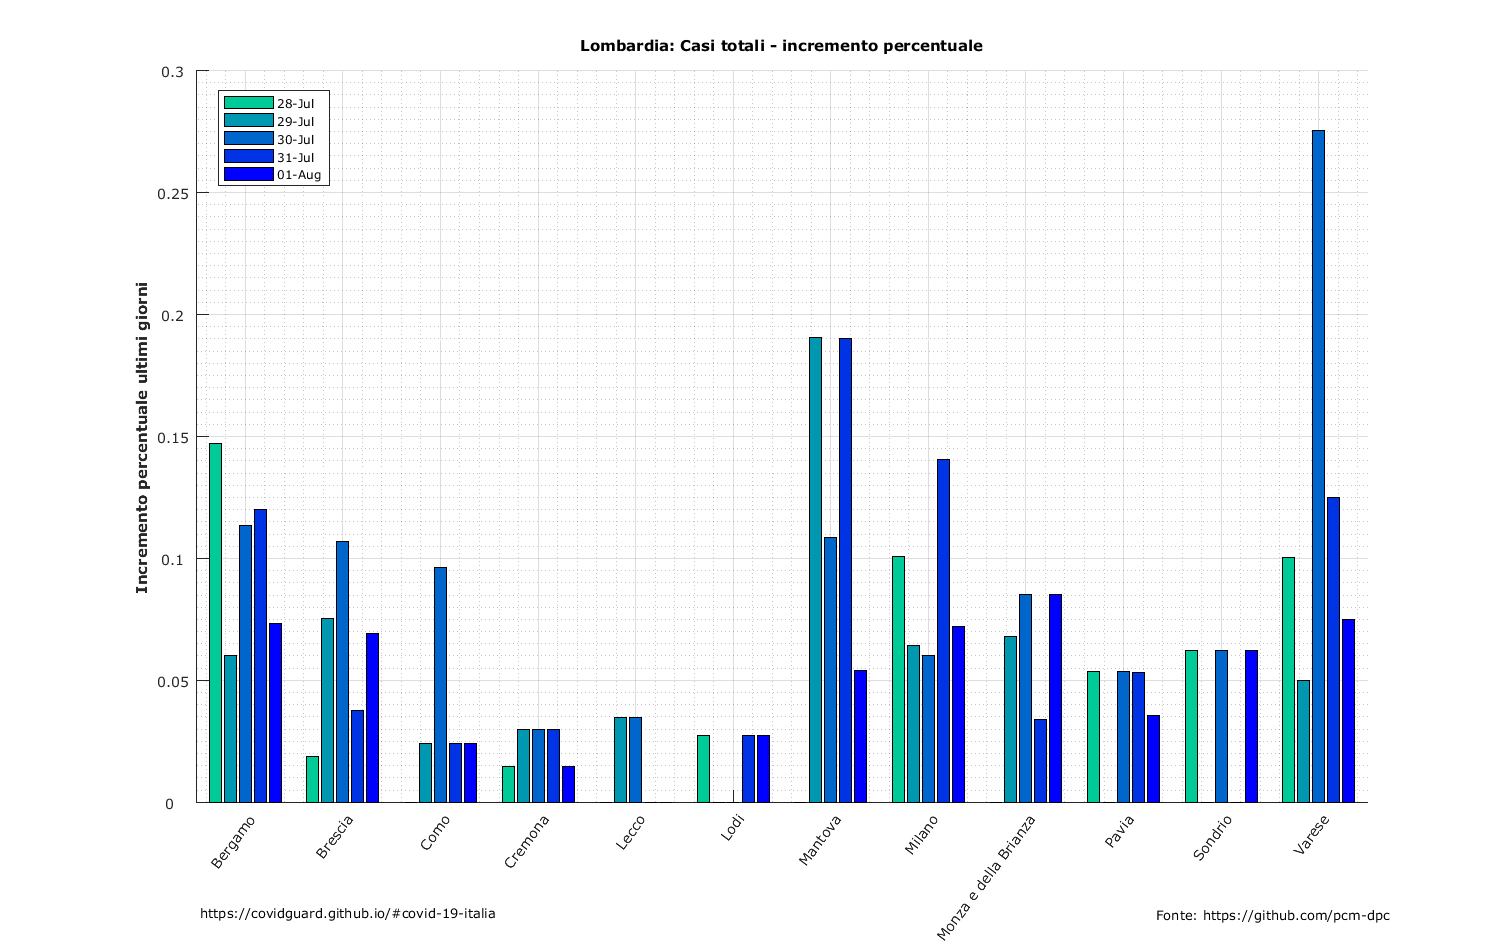 Lombardia: Casi totali - incremento percentuale
0.3
0.25
0.2
0.15
0.1
0.05
0
Incremento percentuale ultimi giorni
28-Jul
29-Jul
30-Jul
31-Jul
01-Aug
Bergamo
Brescia
Como
Cremona
Lecco
Lodi
Mantova
Milano
Monza e della Brianza
Pavia
Sondrio
Varese
https://covidguard.github.io/#covid-19-italia
Fonte: https://github.com/pcm-dpc